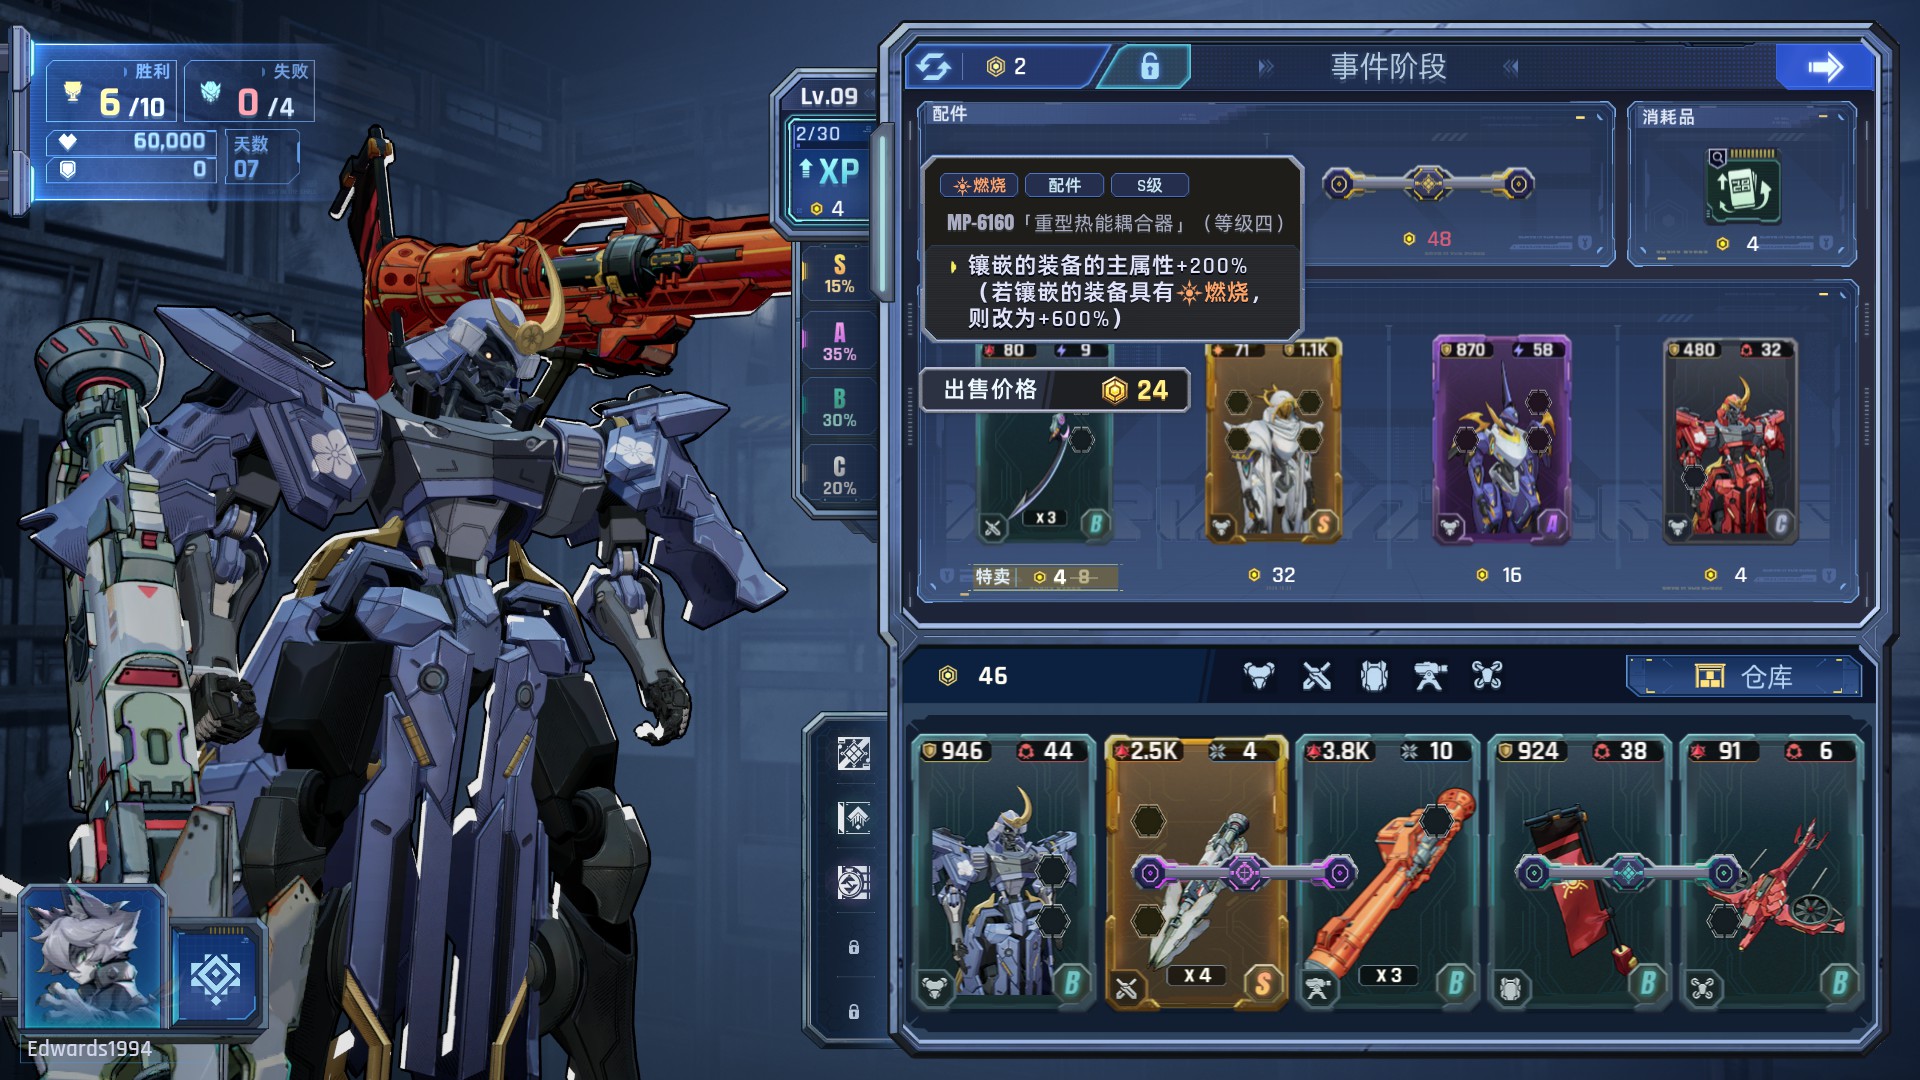 胜利
6/10
失败
0/4
60,000
0
天数
07
Lv.09
2/30
XP
4
S
15%
A
35%
B
30%
C
20%
2
事件阶段
配件
48
消耗品
4
燃烧
配件
S级
MP-6160「重型热能耦合器」（等级四）
镶嵌的装备的主属性+200%
（若镶嵌的装备具有燃烧，
则改为+600%）
出售价格
24
80
9
x3
B
特卖
4 8
71
1.1K
S
32
870
58
A
16
480
32
C
4
46
仓库
946
44
B
2.5K
4
x4
S
3.8K
10
x3
B
924
38
B
91
6
B
Edwards1994